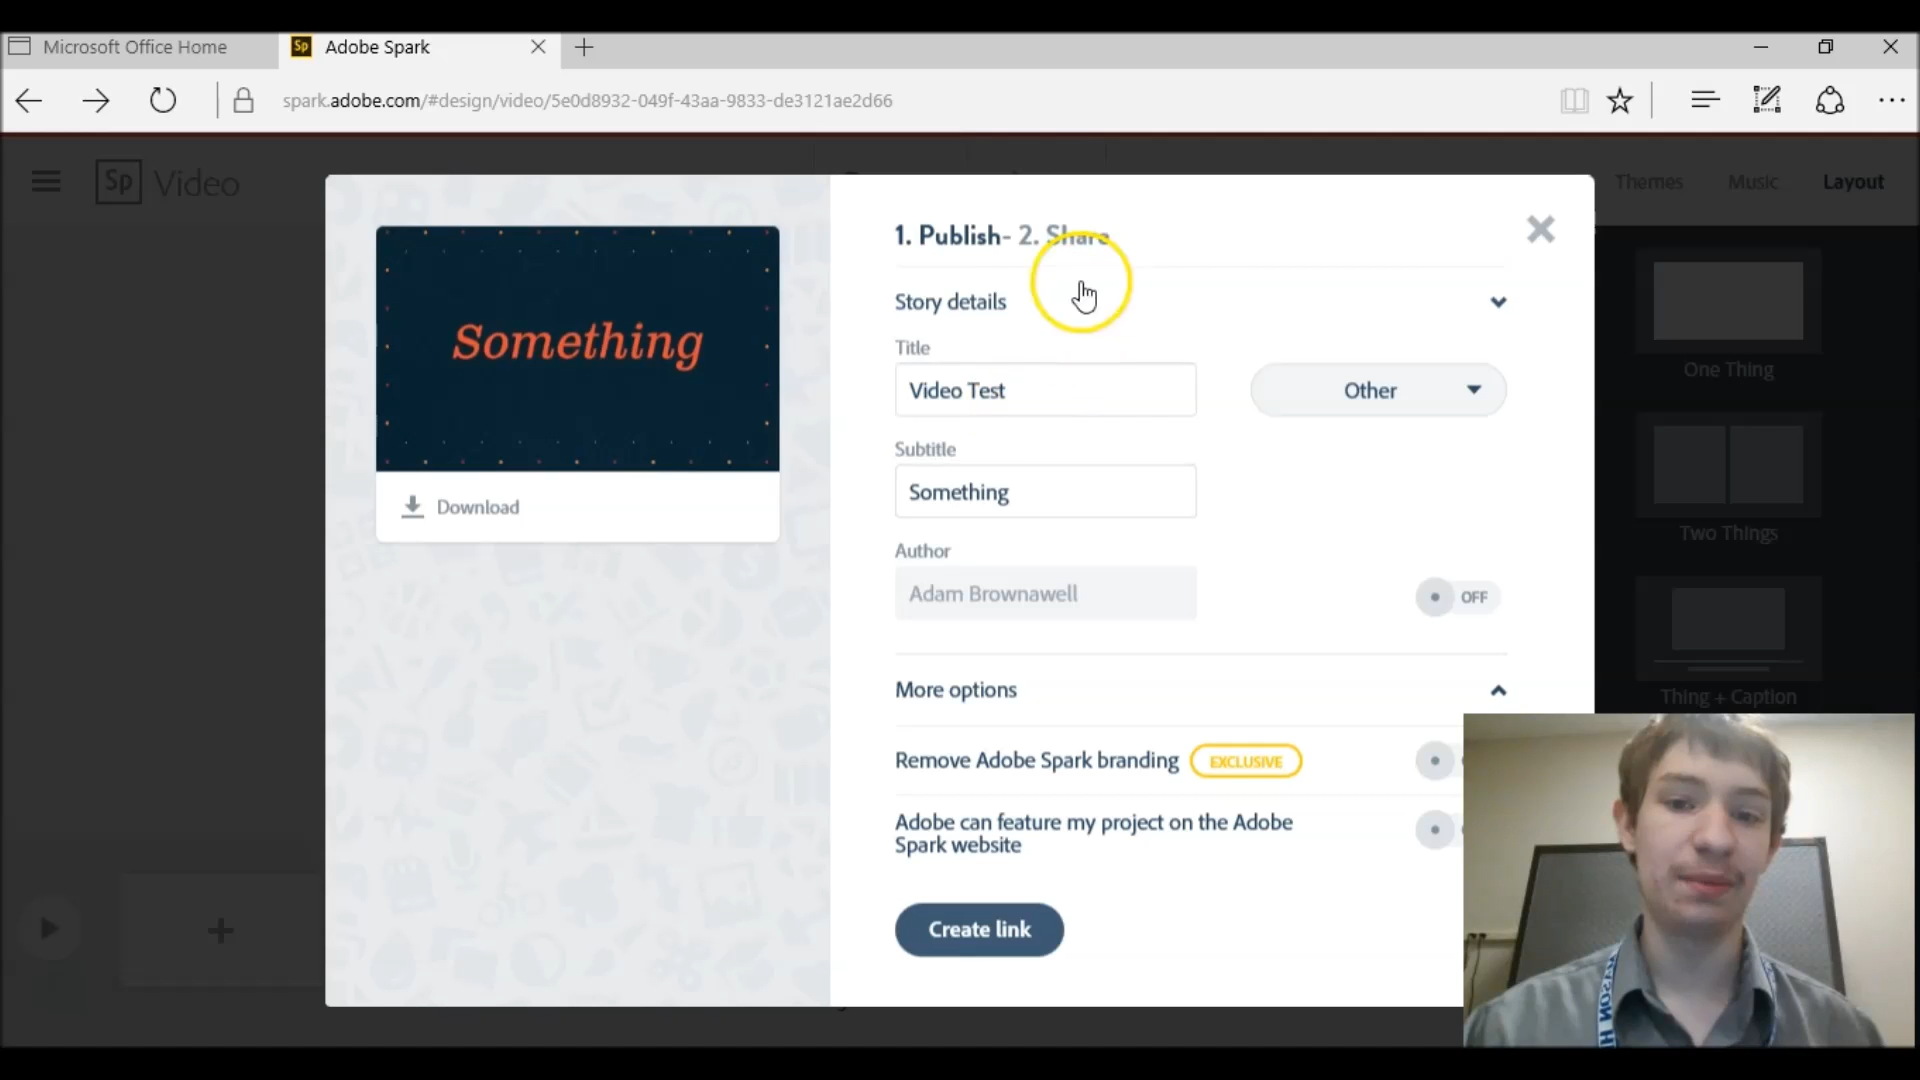 Microsoft Office Home
Sp Adobe Spark
spark.adobe.com/#design/video/5e0d8932-049f-43aa-9833-de3121ae2d66
Sp Video
Themes Music Layout
1. Publish- 2. Share
Something
Story details
Title
Video Test
Other
Subtitle
Something
Download
Author
Adam Brownawell
OFF
More options
Remove Adobe Spark branding EXCLUSIVE
Adobe can feature my project on the Adobe
Spark website
Create link
One Thing
Two Things
Thing + Caption